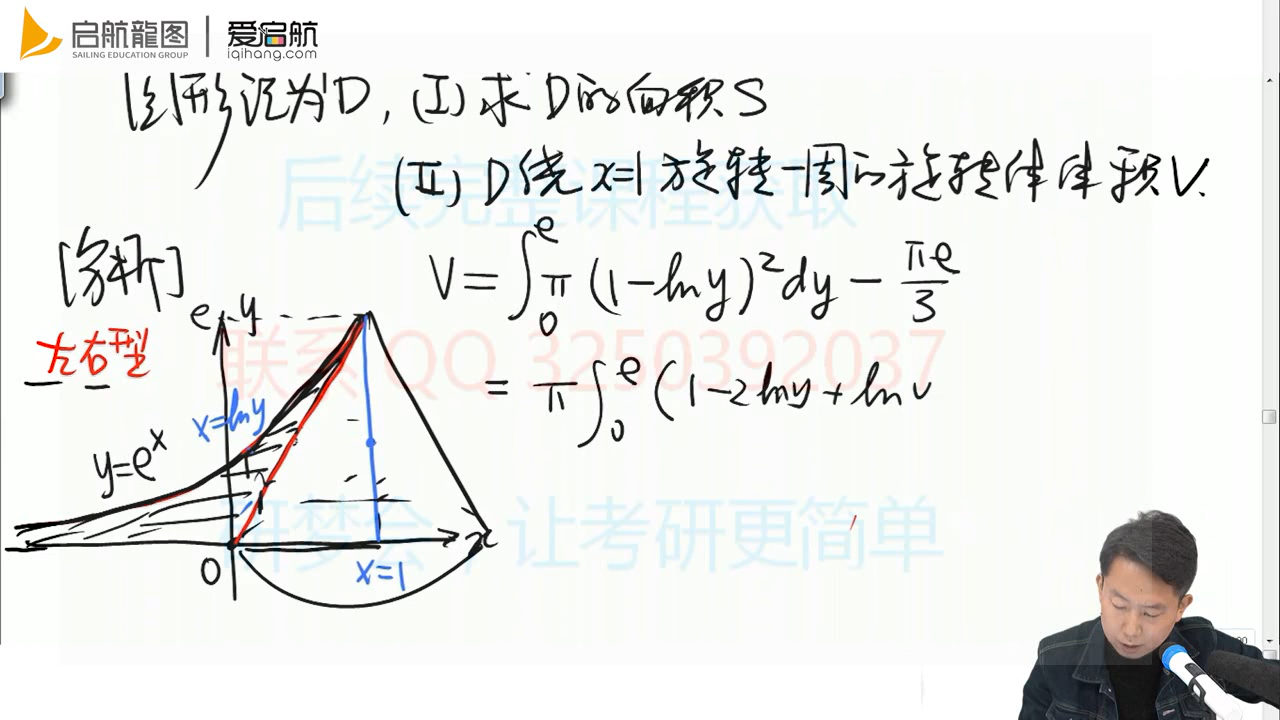 启航龍图 爱启航
SAILING EDUCATION GROUP iqihang.com
图形记为D, (I) 求D的面积S
(II) D绕x=1旋转一周的旋转体体积V.
[分析]
V = ∫₀ᵉ π (1-lny)² dy - πe/3
e y
左右型
= π ∫₀ᵉ (1-2lny+ln
x=lny
y=eˣ
x
0
x=1
后续完整课程获取
联系QQ 3250392037
研梦会 让考研更简单